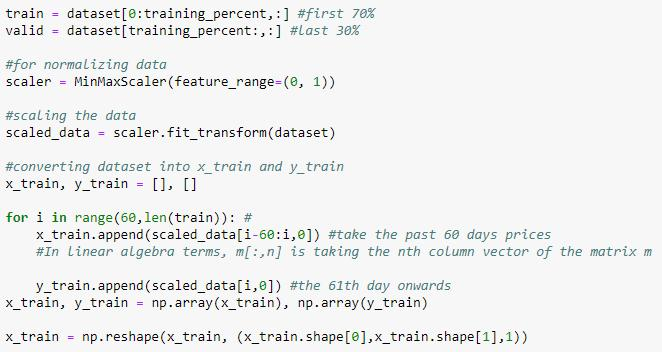 train = dataset[0:training_percent,:] #first 70%
valid = dataset[training_percent:,:] #last 30%
#for normalizing data
scaler = MinMaxScaler(feature_range=(0, 1))
#scaling the data
scaled_data = scaler.fit_transform(dataset)
#converting dataset into x_train and y_train
x_train, y_train = [], []
for i in range(60,len(train)): #
    x_train.append(scaled_data[i-60:i,0]) #take the past 60 days prices
    #In linear algebra terms, m[:,n] is taking the nth column vector of the matrix m
    y_train.append(scaled_data[i,0]) #the 61th day onwards
x_train, y_train = np.array(x_train), np.array(y_train)
x_train = np.reshape(x_train, (x_train.shape[0],x_train.shape[1],1))